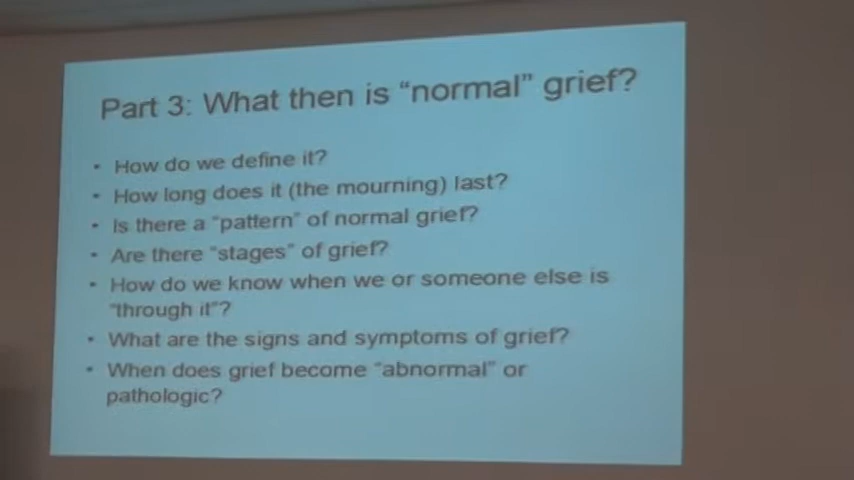 Part 3: What then is “normal” grief?
• How do we define it?
• How long does it (the mourning) last?
• Is there a “pattern” of normal grief?
• Are there “stages” of grief?
• How do we know when we or someone else is
“through it”?
• What are the signs and symptoms of grief?
• When does grief become “abnormal” or
pathologic?